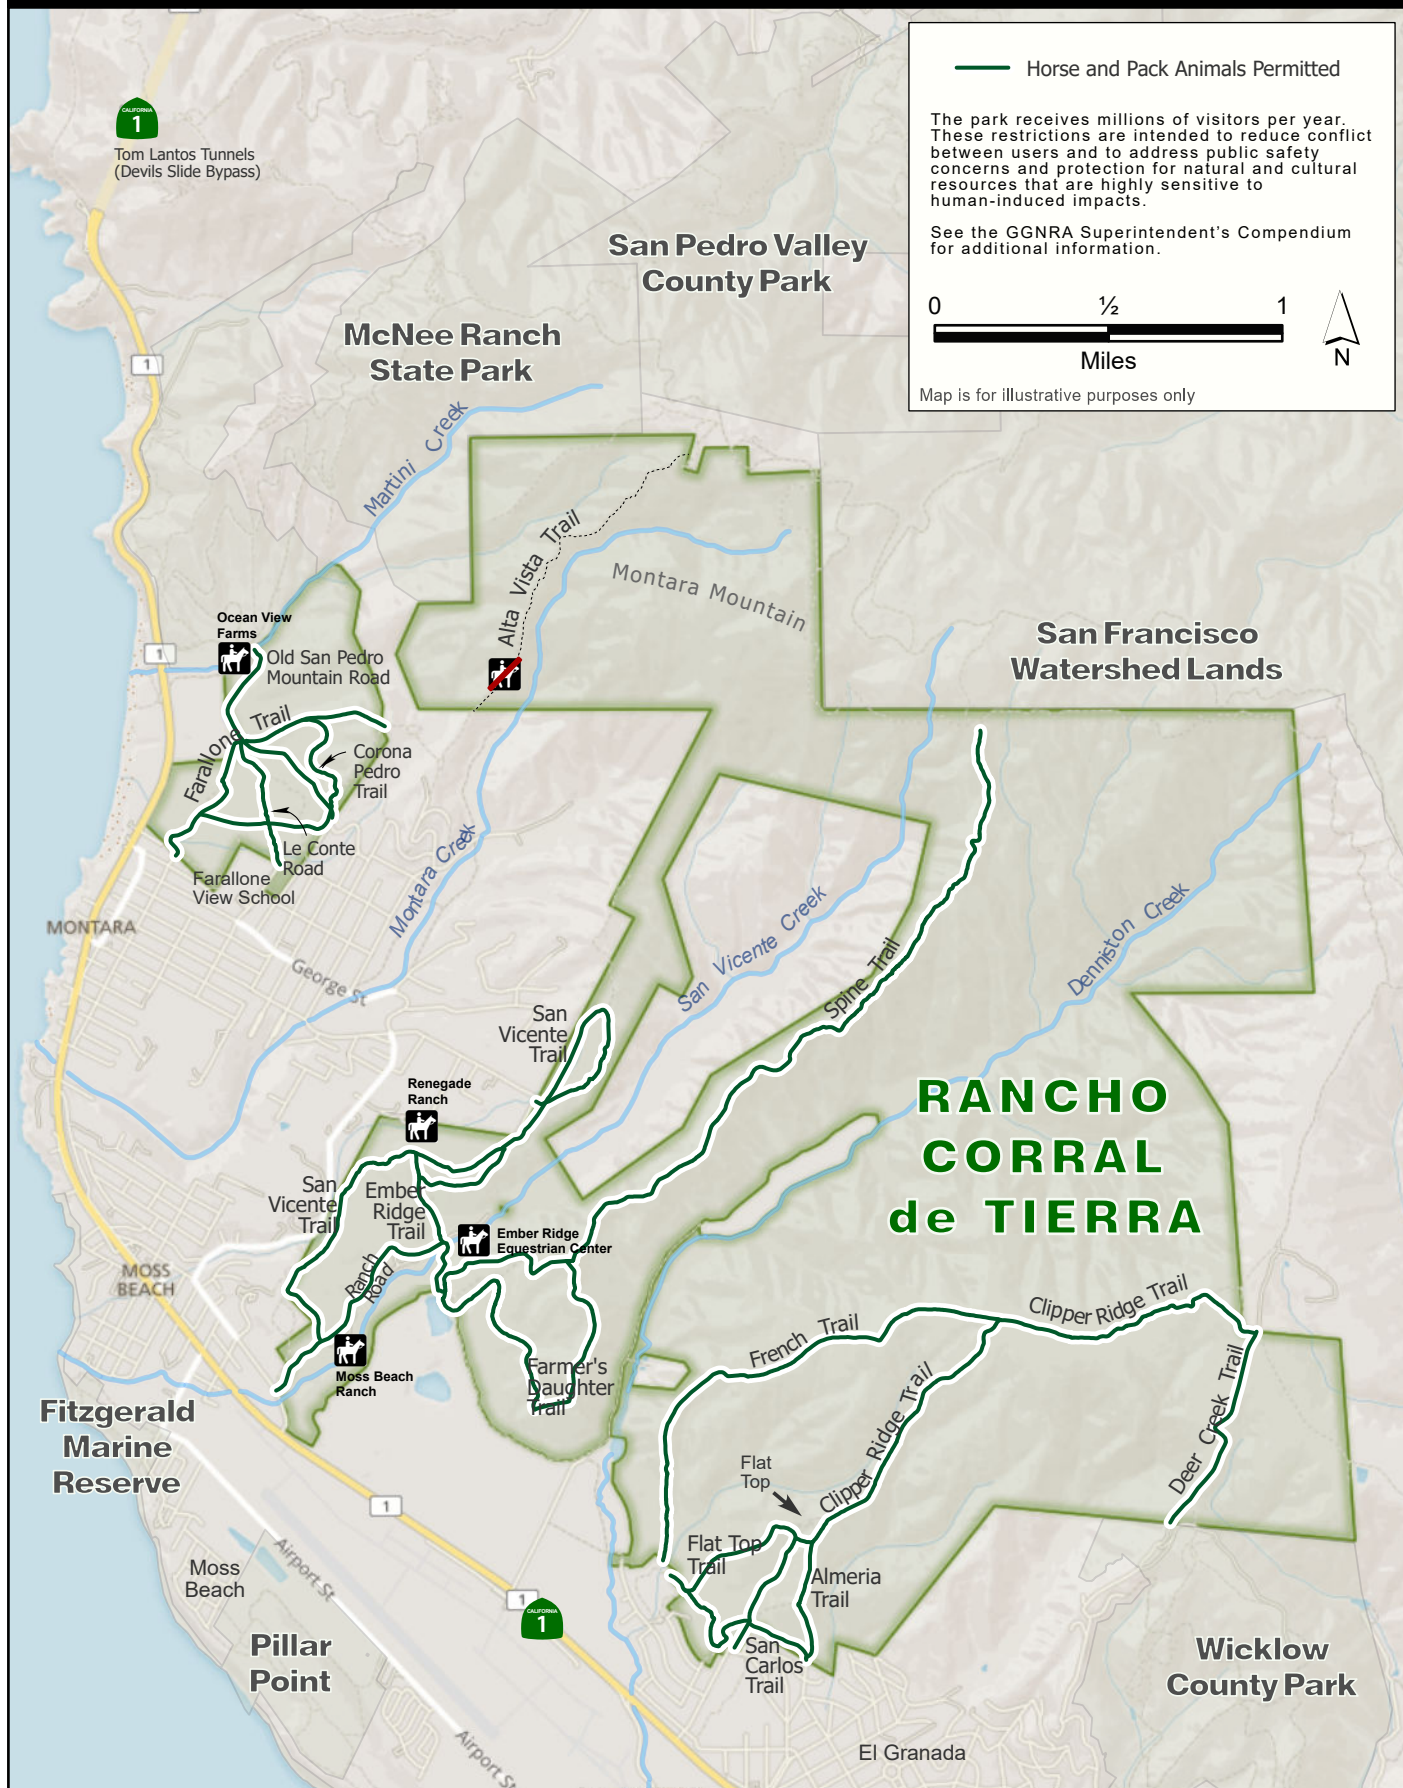 Horse and Pack Animals Permitted
The park receives millions of visitors per year.
These restrictions are intended to reduce conflict
between users and to address public safety
concerns and protection for natural and cultural
resources that are highly sensitive to
human-induced impacts.
See the GGNRA Superintendent's Compendium
for additional information.
0 ½ 1
Miles
N
Map is for illustrative purposes only
CALIFORNIA
1
Tom Lantos Tunnels
(Devils Slide Bypass)
San Pedro Valley
County Park
McNee Ranch
State Park
1
Martini Creek
Alta Vista Trail
Montara Mountain
Ocean View
Farms
1
Old San Pedro
Mountain Road
San Francisco
Watershed Lands
Farallone Trail
Corona
Pedro
Trail
Le Conte
Road
Farallone
View School
MONTARA
Montara Creek
George St
San Vicente Creek
Spine Trail
Denniston Creek
San
Vicente
Trail
Renegade
Ranch
RANCHO
CORRAL
de TIERRA
San
Vicente
Trail
Ember
Ridge
Trail
Ember Ridge
Equestrian Center
MOSS
BEACH
Ranch
Road
Clipper Ridge Trail
French Trail
Moss Beach
Ranch
Farmer's
Daughter
Trail
Deer Creek Trail
Clipper Ridge Trail
Fitzgerald
Marine
Reserve
Flat
Top
1
Airport St
Flat Top
Trail
Moss
Beach
Almeria
Trail
1
CALIFORNIA
1
Pillar
Point
San
Carlos
Trail
Wicklow
County Park
Airport St
El Granada